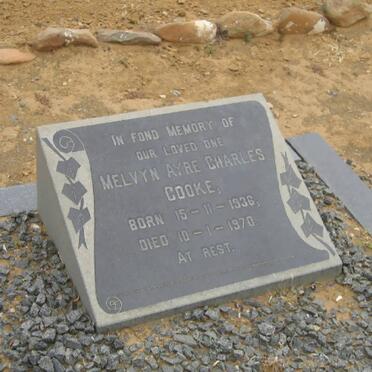 IN FOND MEMORY OF
OUR LOVED ONE
MELVYN AYRE CHARLES
COOKE,
BORN 15-11-1936,
DIED 10-1-1970.
AT REST.